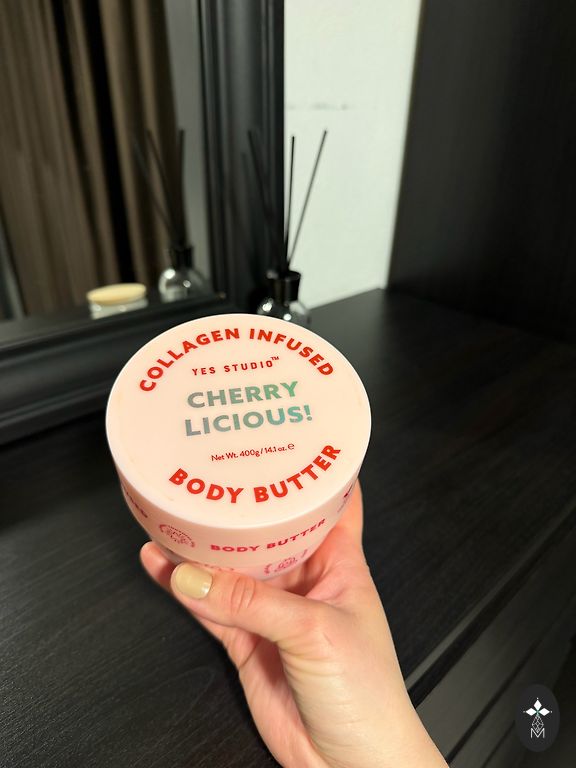 COLLAGEN INFUSED
YES STUDIO™
CHERRY
LICIOUS!
Net Wt. 400g/14.1 oz. ℮
BODY BUTTER
BODY BUTTER
M